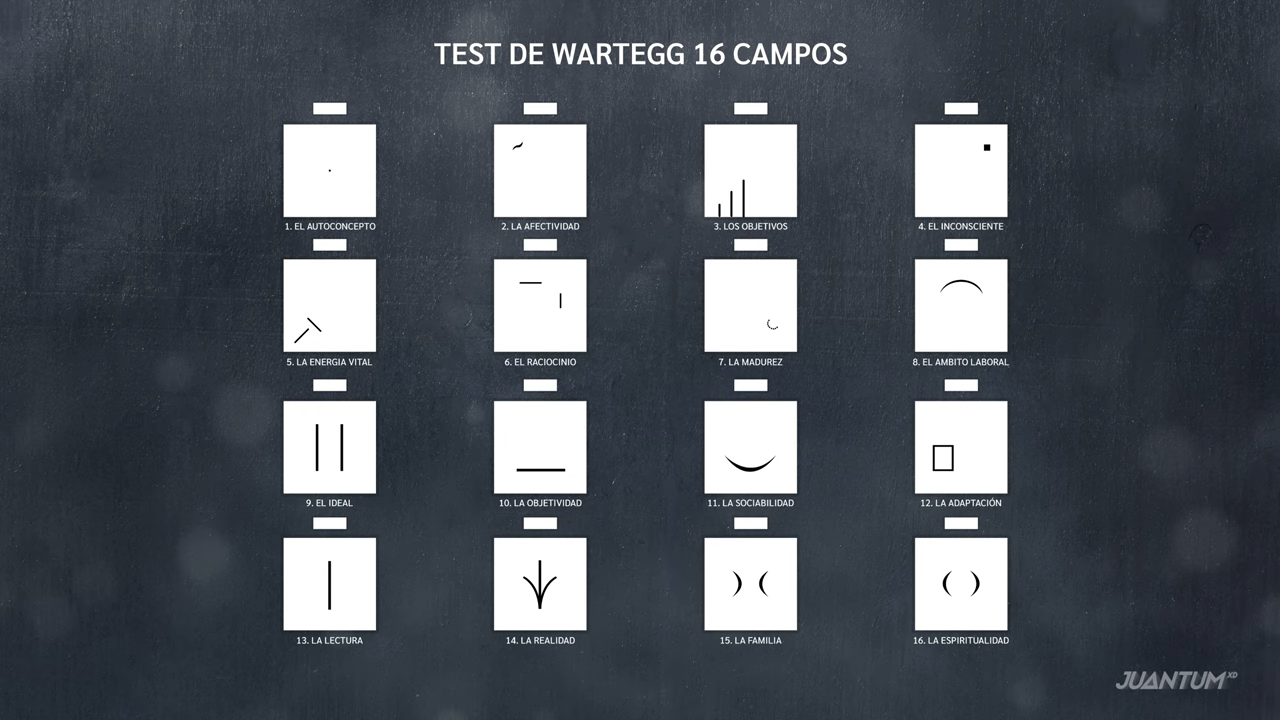 TEST DE WARTEGG 16 CAMPOS
1. EL AUTOCONCEPTO
2. LA AFECTIVIDAD
3. LOS OBJETIVOS
4. EL INCONSCIENTE
5. LA ENERGIA VITAL
6. EL RACIOCINIO
7. LA MADUREZ
8. EL AMBITO LABORAL
9. EL IDEAL
10. LA OBJETIVIDAD
11. LA SOCIABILIDAD
12. LA ADAPTACIÓN
13. LA LECTURA
14. LA REALIDAD
15. LA FAMILIA
16. LA ESPIRITUALIDAD
JUANTUM XD